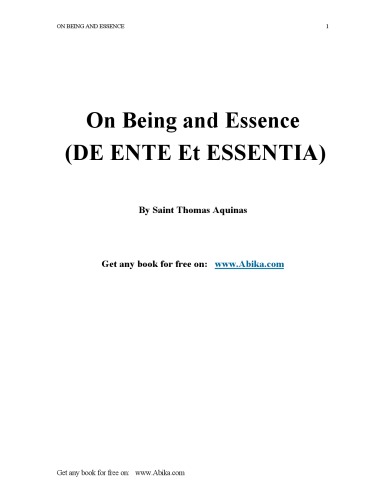 ON BEING AND ESSENCE 1
On Being and Essence
(DE ENTE Et ESSENTIA)
By Saint Thomas Aquinas
Get any book for free on: www.Abika.com
Get any book for free on: www.Abika.com